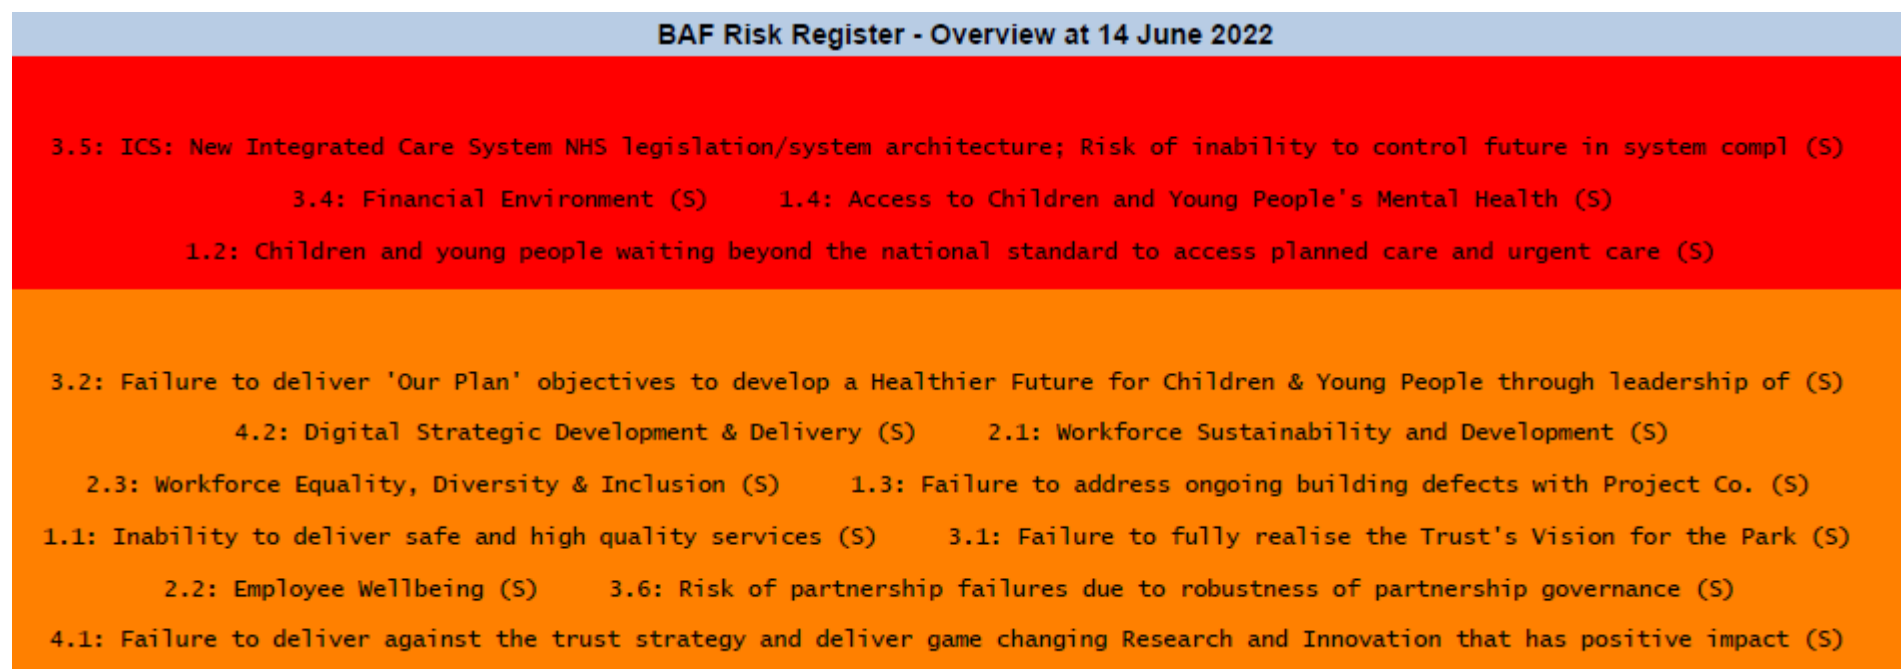 BAF Risk Register - Overview at 14 June 2022
3.5: ICS: New Integrated Care System NHS legislation/system architecture; Risk of inability to control future in system compl (S)
3.4: Financial Environment (S) 1.4: Access to Children and Young People's Mental Health (S)
1.2: Children and young people waiting beyond the national standard to access planned care and urgent care (S)
3.2: Failure to deliver 'Our Plan' objectives to develop a Healthier Future for Children & Young People through leadership of (S)
4.2: Digital Strategic Development & Delivery (S) 2.1: Workforce Sustainability and Development (S)
2.3: Workforce Equality, Diversity & Inclusion (S) 1.3: Failure to address ongoing building defects with Project Co. (S)
1.1: Inability to deliver safe and high quality services (S) 3.1: Failure to fully realise the Trust's Vision for the Park (S)
2.2: Employee Wellbeing (S) 3.6: Risk of partnership failures due to robustness of partnership governance (S)
4.1: Failure to deliver against the trust strategy and deliver game changing Research and Innovation that has positive impact (S)